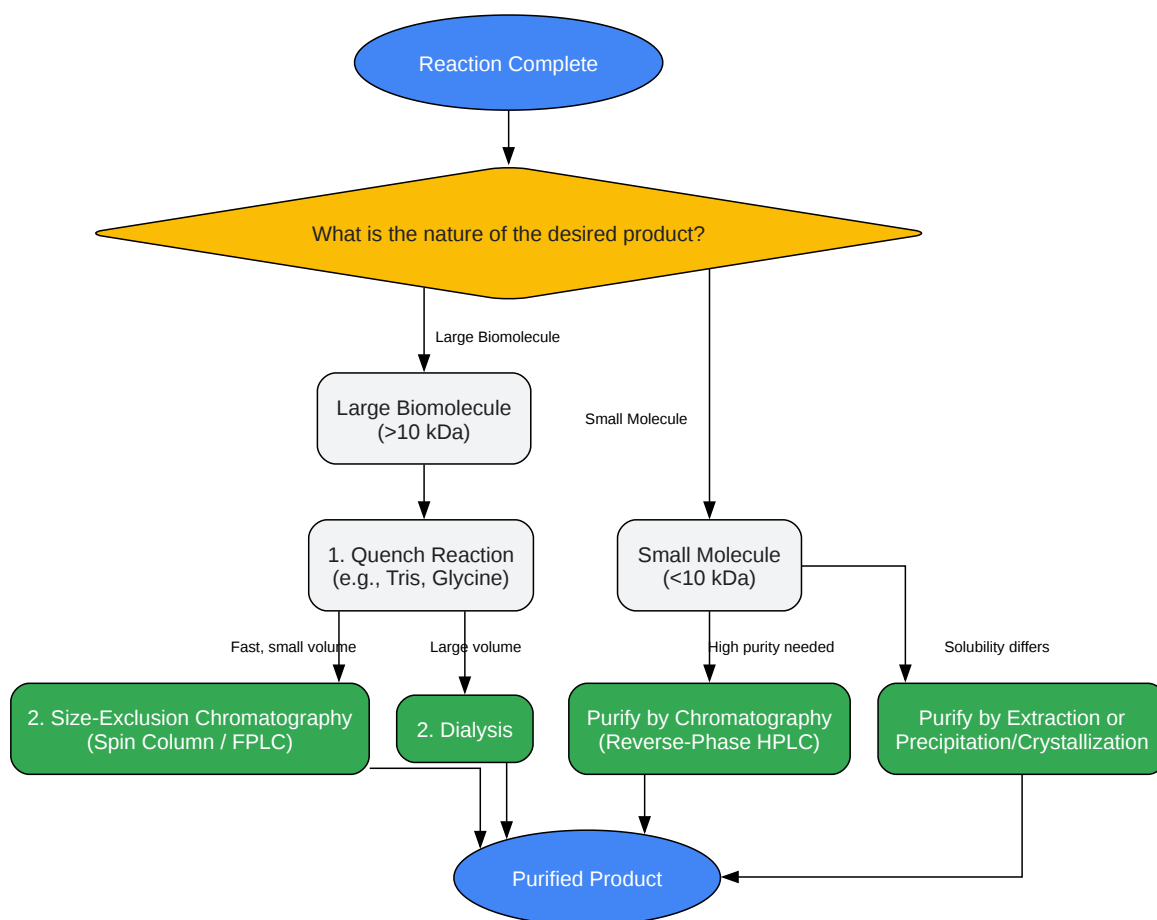 Reaction Complete
What is the nature of the desired product?
Large Biomolecule
Large Biomolecule
(>10 kDa)
Small Molecule
1. Quench Reaction
(e.g., Tris, Glycine)
Small Molecule
(<10 kDa)
Fast, small volume
Large volume
High purity needed
Solubility differs
2. Size-Exclusion Chromatography
(Spin Column / FPLC)
2. Dialysis
Purify by Chromatography
(Reverse-Phase HPLC)
Purify by Extraction or
Precipitation/Crystallization
Purified Product